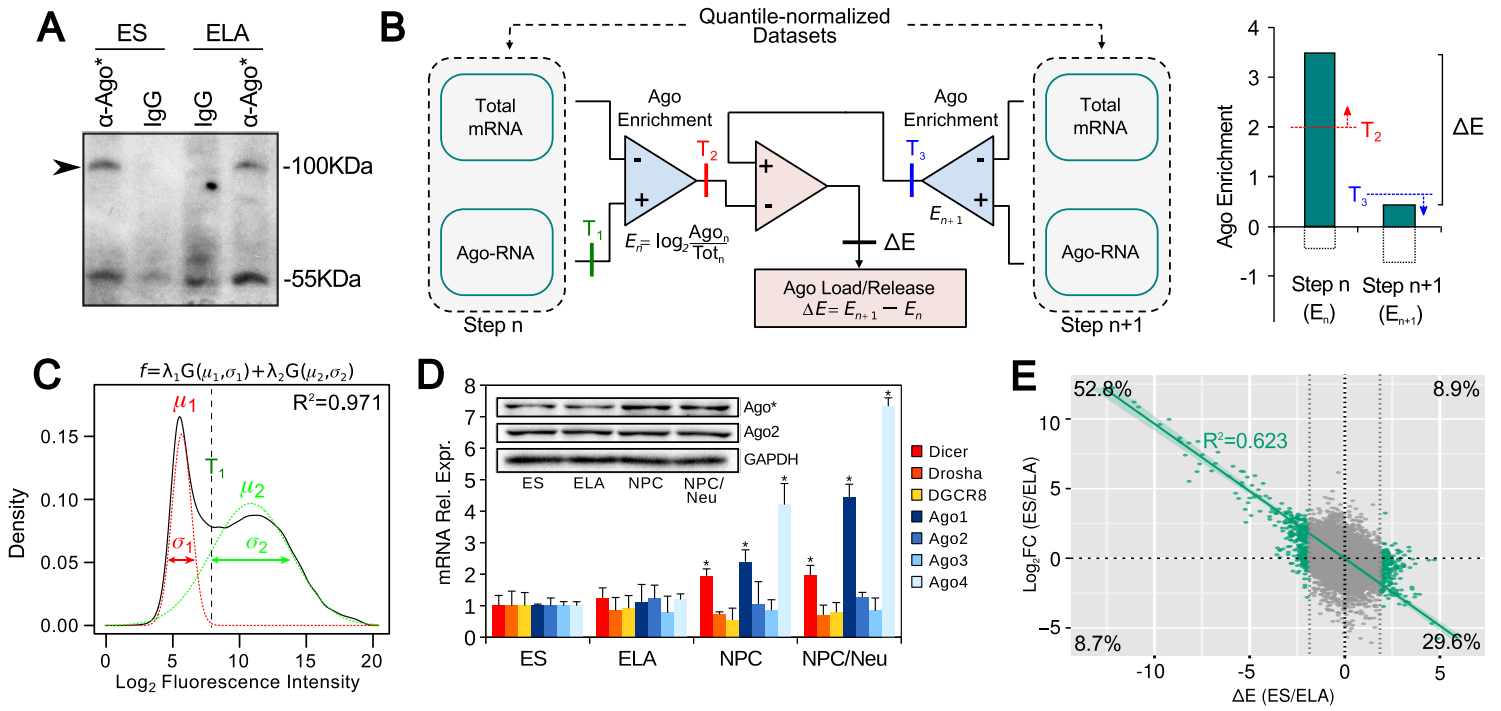 A
ES ELA
α-Ago*
IgG
IgG
α-Ago*
-100KDa
-55KDa
B
Quantile-normalized
Datasets
Total
mRNA
Ago-RNA
Step n
T1
Ago
Enrichment
-
+
En= log2 Agon/Totn
T2
+
-
ΔE
Ago Load/Release
ΔE= En+1 − En
Ago
Enrichment
T3
-
+
En+1
Total
mRNA
Ago-RNA
Step n+1
Ago Enrichment
4
3
2
1
0
-1
T2
T3
ΔE
Step n
(En)
Step n+1
(En+1)
C
f=λ1G(μ1,σ1)+λ2G(μ2,σ2)
R2=0.971
μ1
T1
μ2
σ1
σ2
Density
0.15
0.10
0.05
0.00
0 5 10 15 20
Log2 Fluorescence Intensity
D
mRNA Rel. Expr.
8
7
6
5
4
3
2
1
0
Ago*
Ago2
GAPDH
ES ELA NPC NPC/
Neu
* * *
* * *
ES ELA NPC NPC/Neu
Dicer
Drosha
DGCR8
Ago1
Ago2
Ago3
Ago4
E
52.8% 8.9%
R2=0.623
8.7% 29.6%
Log2FC (ES/ELA)
10
5
0
-5
-10 -5 0 5
ΔE (ES/ELA)